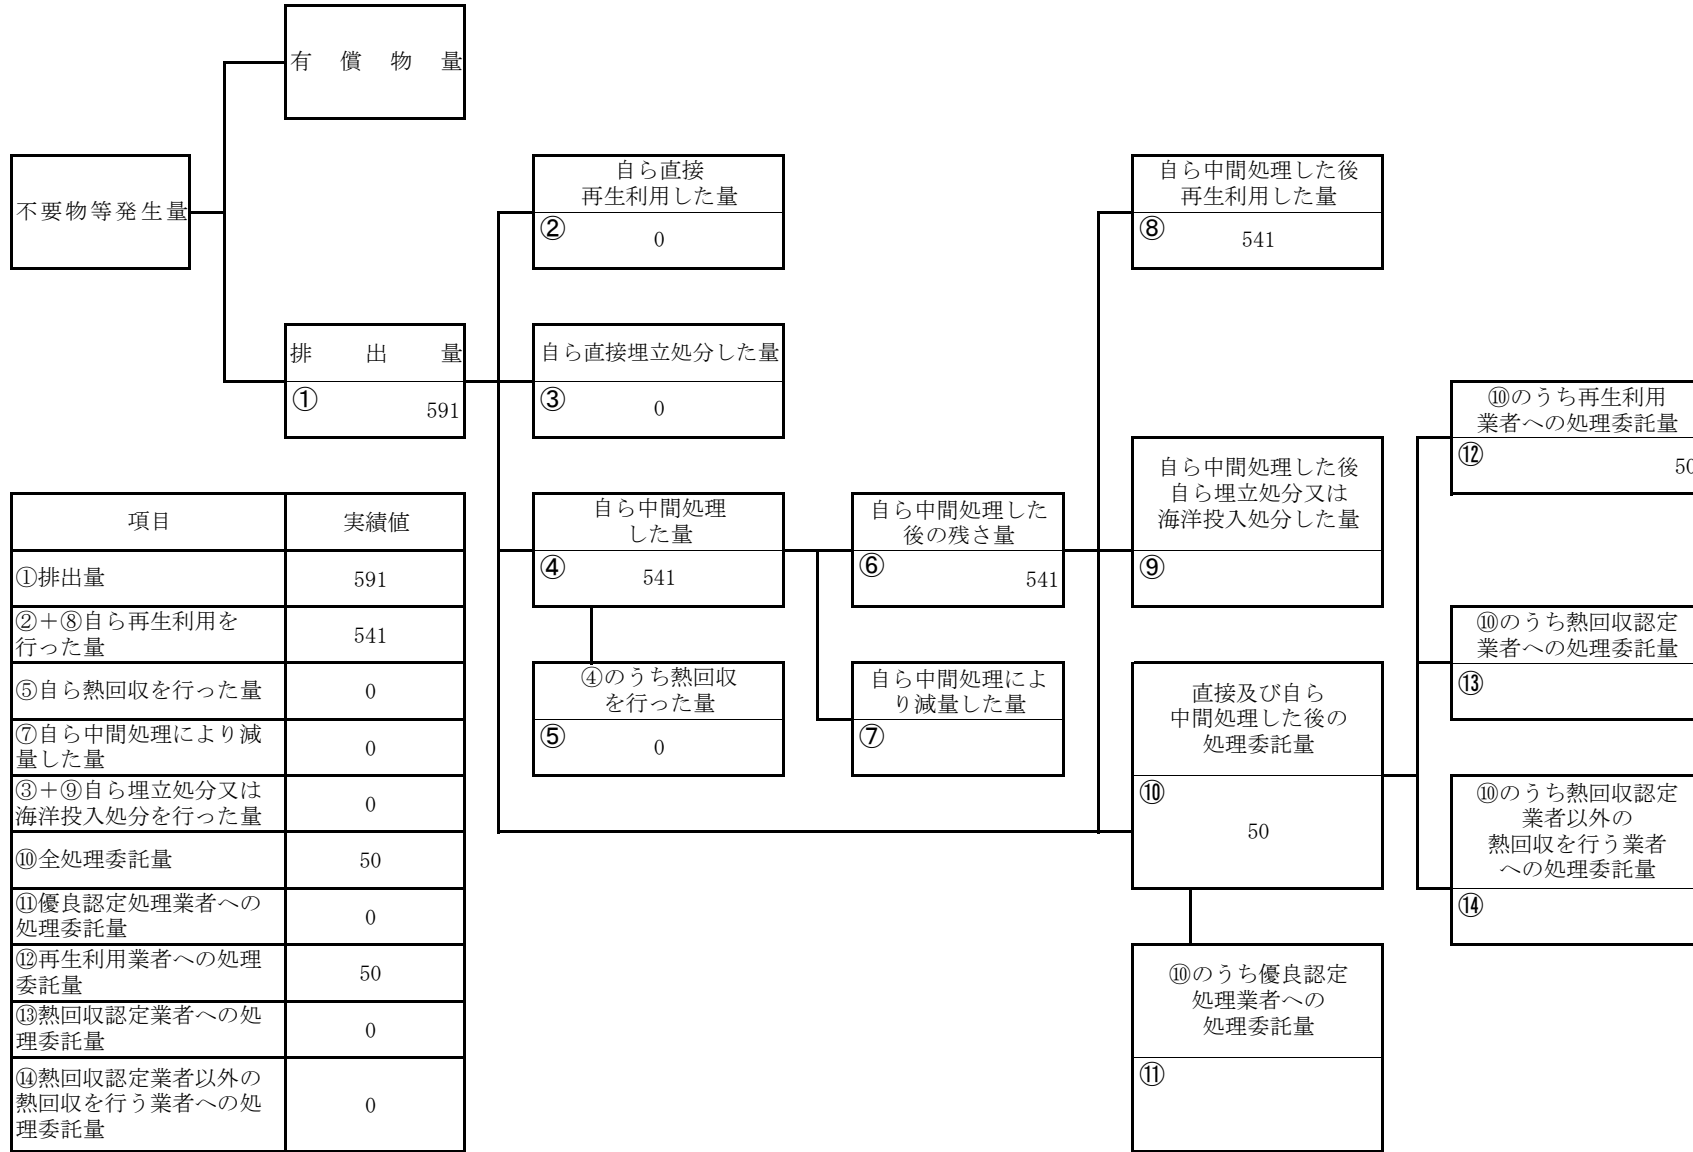 有償物量
不要物等発生量
自ら直接
再生利用した量
②
0
自ら中間処理した後
再生利用した量
⑧
541
排出量
①
591
自ら直接埋立処分した量
③
0
⑩のうち再生利用
業者への処理委託量
⑫
50
自ら中間処理した後
自ら埋立処分又は
海洋投入処分した量
⑨
自ら中間処理
した量
④
541
自ら中間処理した
後の残さ量
⑥
541
⑩のうち熱回収認定
業者への処理委託量
⑬
④のうち熱回収
を行った量
⑤
0
自ら中間処理によ
り減量した量
⑦
直接及び自ら
中間処理した後の
処理委託量
⑩
50
⑩のうち熱回収認定
業者以外の
熱回収を行う業者
への処理委託量
⑭
⑩のうち優良認定
処理業者への
処理委託量
⑪
項目
実績値
①排出量
591
②＋⑧自ら再生利用を
行った量
541
⑤自ら熱回収を行った量
0
⑦自ら中間処理により減
量した量
0
③＋⑨自ら埋立処分又は
海洋投入処分を行った量
0
⑩全処理委託量
50
⑪優良認定処理業者への
処理委託量
0
⑫再生利用業者への処理
委託量
50
⑬熱回収認定業者への処
理委託量
0
⑭熱回収認定業者以外の
熱回収を行う業者への処
理委託量
0